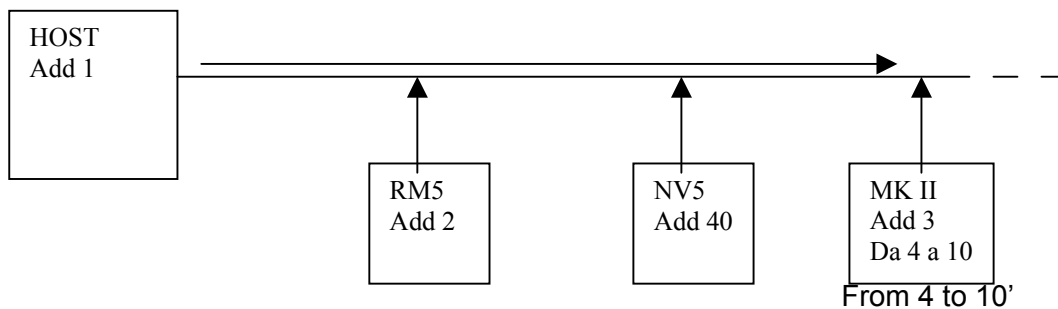 HOST
Add 1
RM5
Add 2
NV5
Add 40
MK II
Add 3
Da 4 a 10
From 4 to 10’